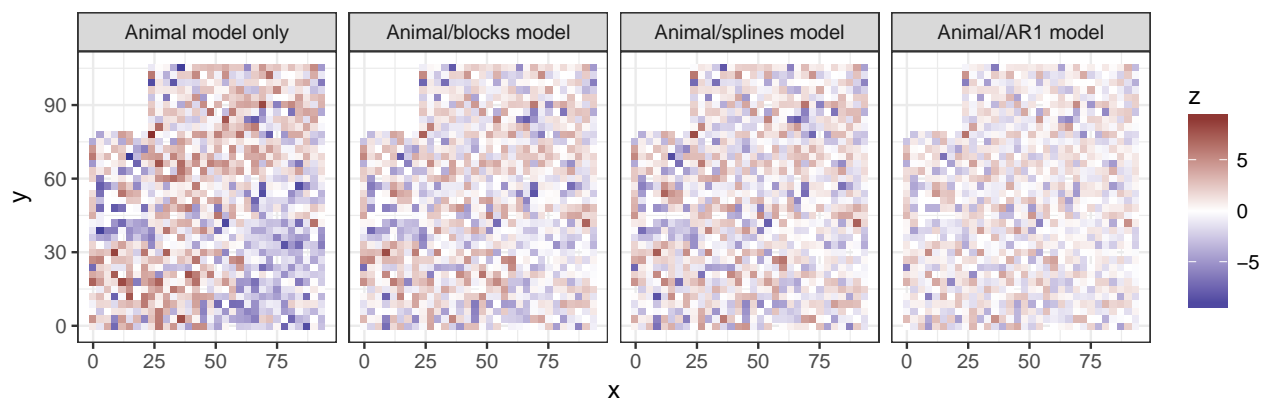 Animal model only
Animal/blocks model
Animal/splines model
Animal/AR1 model
90
60
30
0
y
0 25 50 75
0 25 50 75
0 25 50 75
0 25 50 75
x
z
5
0
−5